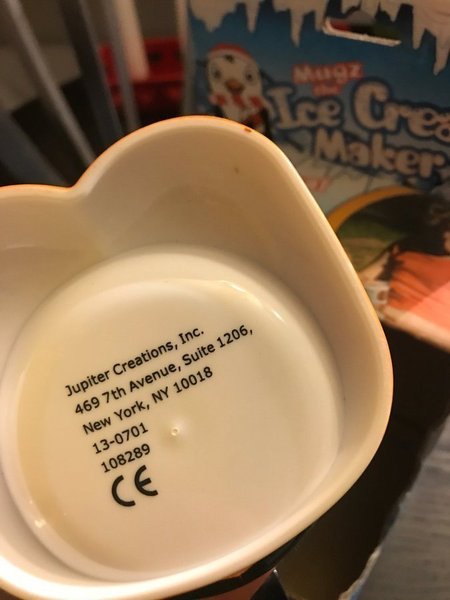 Mugz
the
Ice Crea
Maker
Jupiter Creations, Inc.
469 7th Avenue, Suite 1206,
New York, NY 10018
13-0701
108289
CE